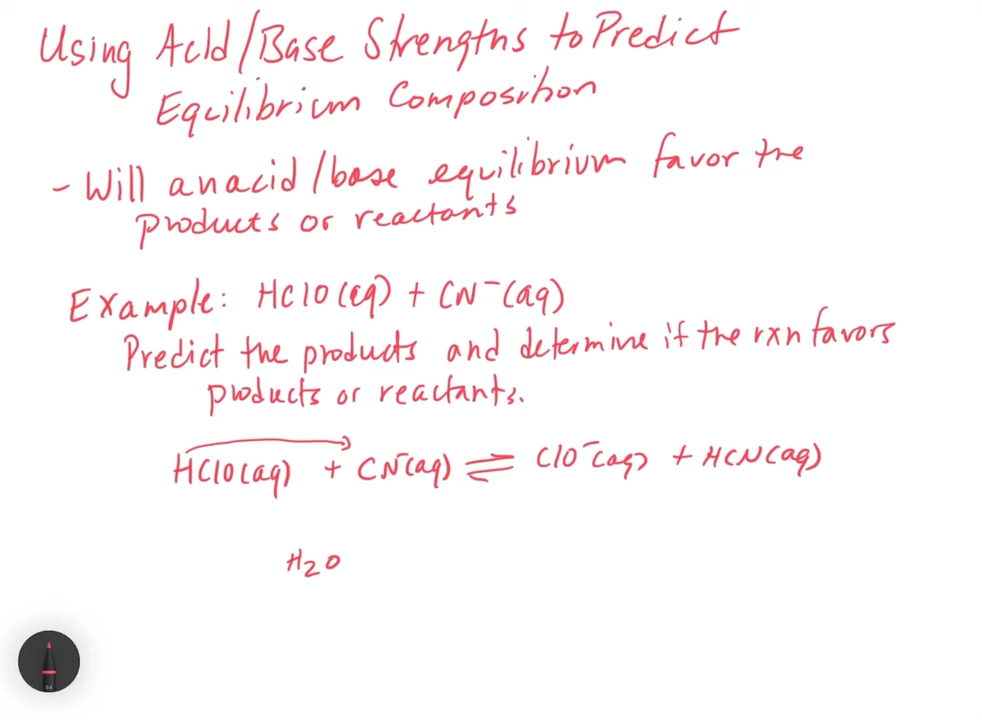 Using Acid/Base Strengths to Predict
Equilibrium Composition
- Will an acid/base equilibrium favor the
products or reactants
Example: HClO(aq) + CN⁻(aq)
Predict the products and determine if the rxn favors
products or reactants.
HClO(aq) + CN⁻(aq) ⇌ ClO⁻(aq) + HCN(aq)
H₂O